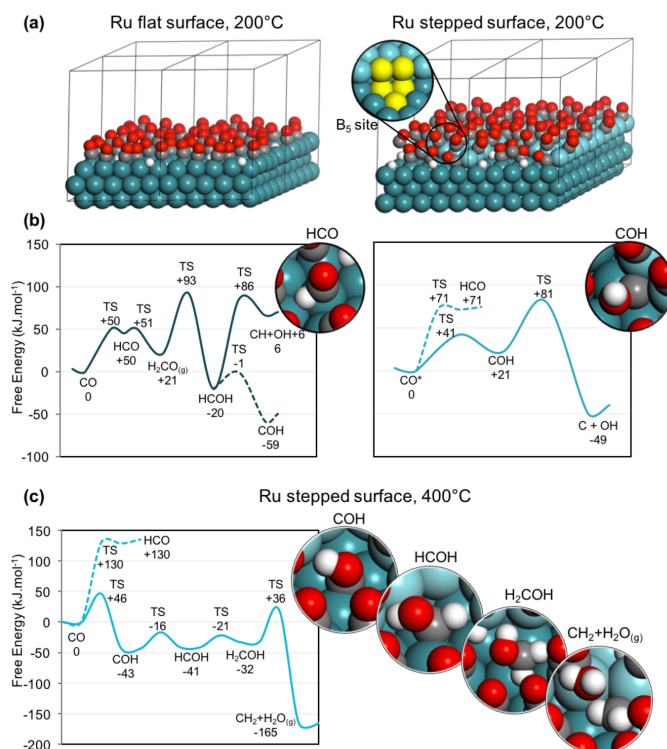 (a)
Ru flat surface, 200°C
Ru stepped surface, 200°C
B5 site
(b)
Free Energy (kJ.mol-1)
150
100
50
0
-50
-100
CO
0
TS
+50
HCO
+50
TS
+51
H2CO(g)
+21
TS
+93
HCOH
-20
TS
+86
CH+OH+6
6
TS
-1
COH
-59
HCO
Free Energy (kJ.mol-1)
CO*
0
TS
+71
HCO
+71
TS
+41
COH
+21
TS
+81
C + OH
-49
COH
(c)
Ru stepped surface, 400°C
Free Energy (kJ.mol-1)
150
100
50
0
-50
-100
-150
-200
CO
0
TS
+130
HCO
+130
TS
+46
COH
-43
TS
-16
HCOH
-41
TS
-21
H2COH
-32
TS
+36
CH2+H2O(g)
-165
COH
HCOH
H2COH
CH2+H2O(g)